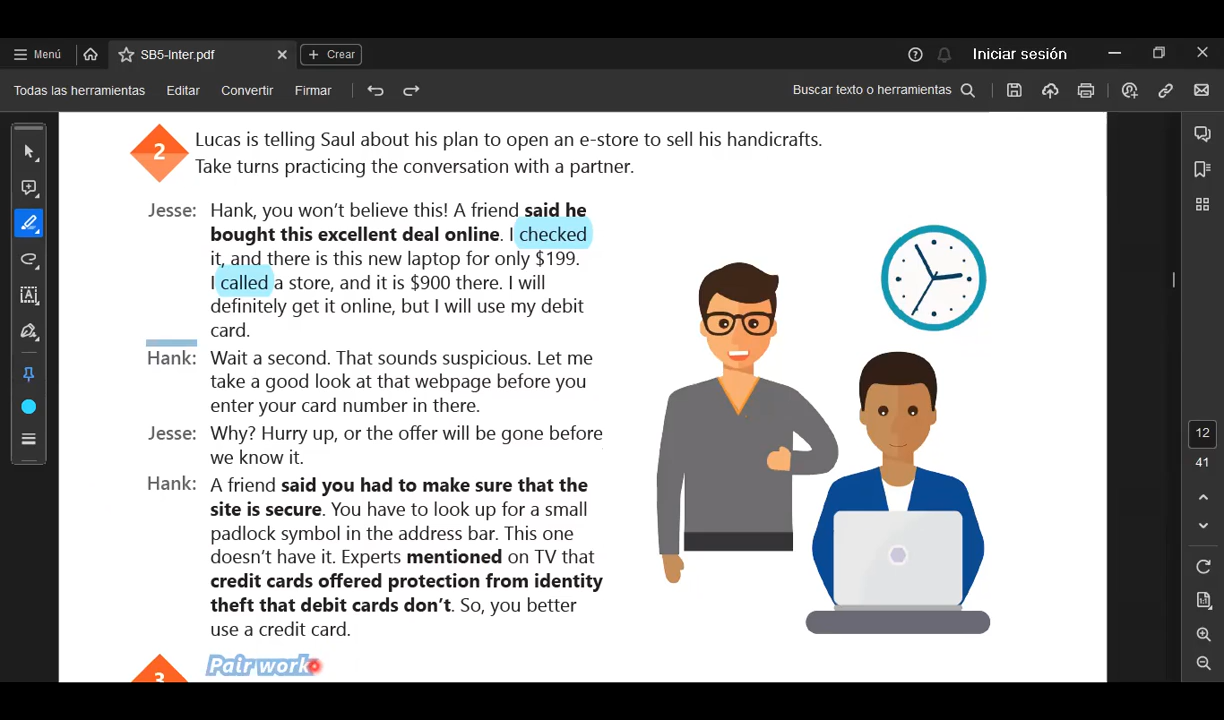 Menú
SB5-Inter.pdf
Crear
Iniciar sesión
Todas las herramientas
Editar
Convertir
Firmar
Buscar texto o herramientas
2
Lucas is telling Saul about his plan to open an e-store to sell his handicrafts.
Take turns practicing the conversation with a partner.
Jesse: Hank, you won't believe this! A friend said he
bought this excellent deal online. I checked
it, and there is this new laptop for only $199.
I called a store, and it is $900 there. I will
definitely get it online, but I will use my debit
card.
Hank: Wait a second. That sounds suspicious. Let me
take a good look at that webpage before you
enter your card number in there.
Jesse: Why? Hurry up, or the offer will be gone before
we know it.
Hank: A friend said you had to make sure that the
site is secure. You have to look up for a small
padlock symbol in the address bar. This one
doesn't have it. Experts mentioned on TV that
credit cards offered protection from identity
theft that debit cards don't. So, you better
use a credit card.
3
Pair work
12
41